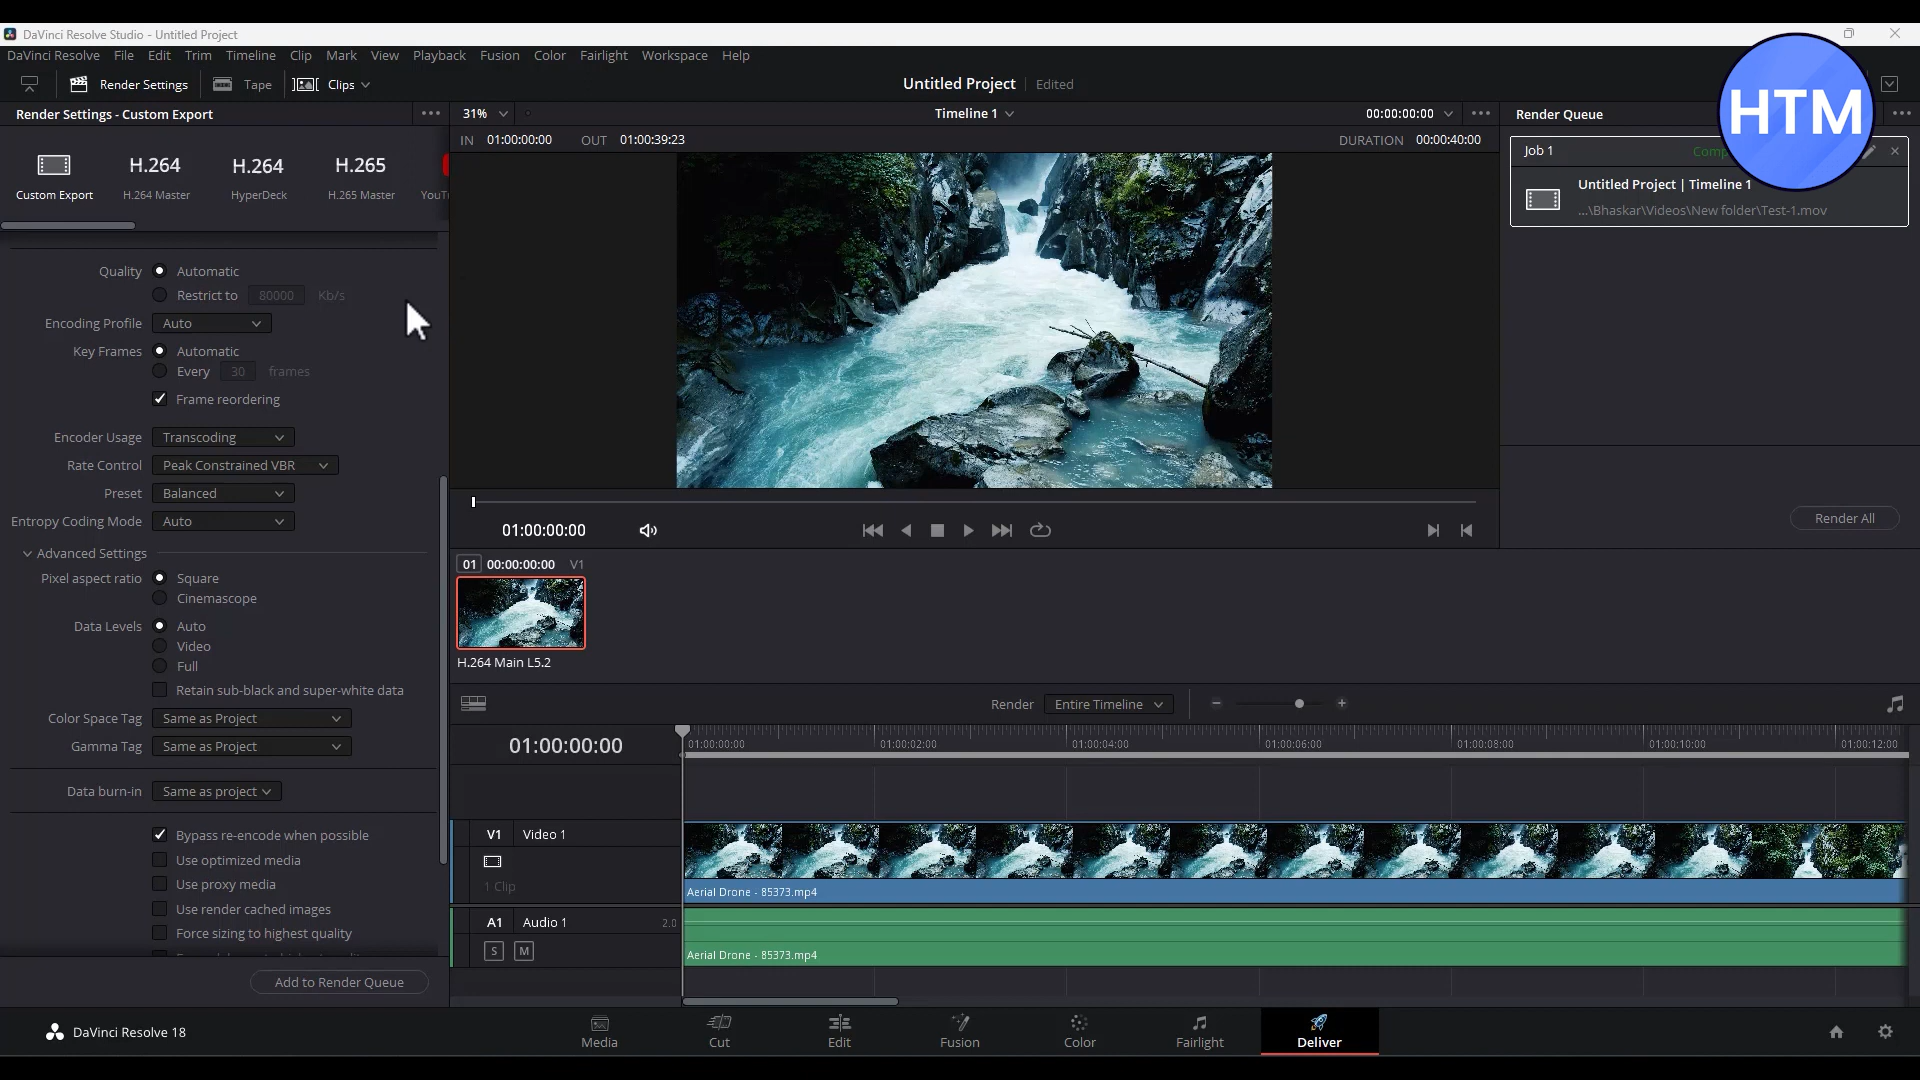 DaVinci Resolve Studio - Untitled Project
DaVinci Resolve File Edit Trim Timeline Clip Mark View Playback Fusion Color Fairlight Workspace Help
Render Settings Tape Clips Untitled Project Edited
HTM
Render Settings - Custom Export 31% Timeline 1 00:00:00:00 Render Queue
IN 01:00:00:00 OUT 01:00:39:23 DURATION 00:00:40:00
Job 1
Untitled Project | Timeline 1
...\Bhaskar\Videos\New folder\Test-1.mov
H.264 H.264 H.265
Custom Export H.264 Master HyperDeck H.265 Master
Quality Automatic
Restrict to 80000 Kb/s
Encoding Profile Auto
Key Frames Automatic
Every 30 frames
Frame reordering
Encoder Usage Transcoding
Rate Control Peak Constrained VBR
Preset Balanced
Entropy Coding Mode Auto
Advanced Settings
Pixel aspect ratio Square
Cinemascope
Data Levels Auto
Video
Full
Retain sub-black and super-white data
Color Space Tag Same as Project
Gamma Tag Same as Project
Data burn-in Same as project
Bypass re-encode when possible
Use optimized media
Use proxy media
Use render cached images
Force sizing to highest quality
Add to Render Queue
01:00:00:00
Render All
01 00:00:00:00 V1
H.264 Main L5.2
Render Entire Timeline
01:00:00:00 01:00:00:00 01:00:02:00 01:00:04:00 01:00:06:00 01:00:08:00 01:00:10:00 01:00:12:00
V1 Video 1
1 Clip
Aerial Drone - 85373.mp4
A1 Audio 1 2.0
S M
Aerial Drone - 85373.mp4
DaVinci Resolve 18 Media Cut Edit Fusion Color Fairlight Deliver